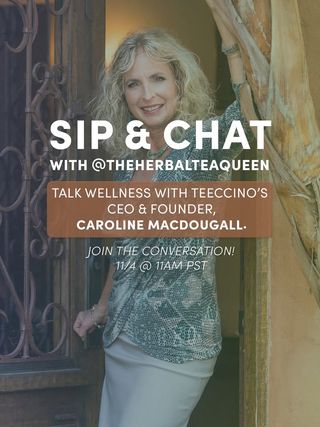 SIP & CHAT
WITH @THEHERBALTEAQUEEN
TALK WELLNESS WITH TEECCINO'S
CEO & FOUNDER,
CAROLINE MACDOUGALL.
JOIN THE CONVERSATION!
11/4 @ 11AM PST